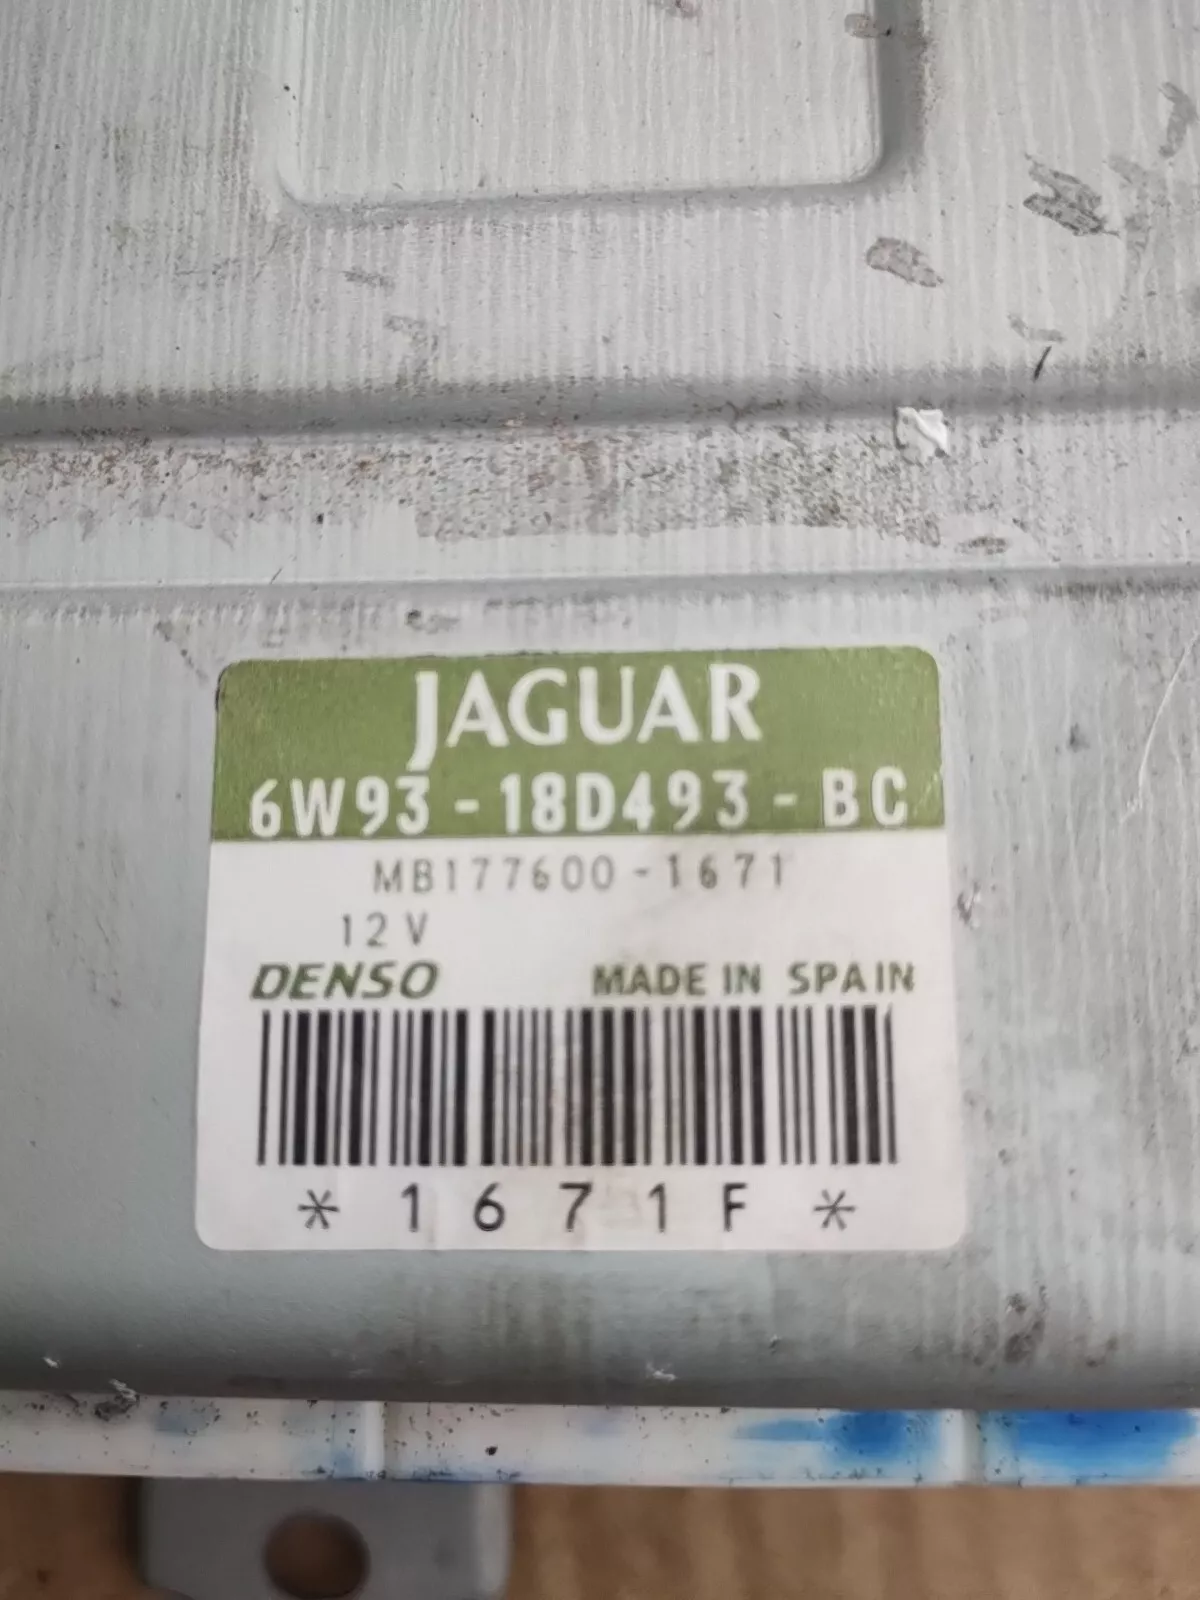 JAGUAR
6W93-18D493-BC
MB177600-1671
12V
DENSO MADE IN SPAIN
*1671F*